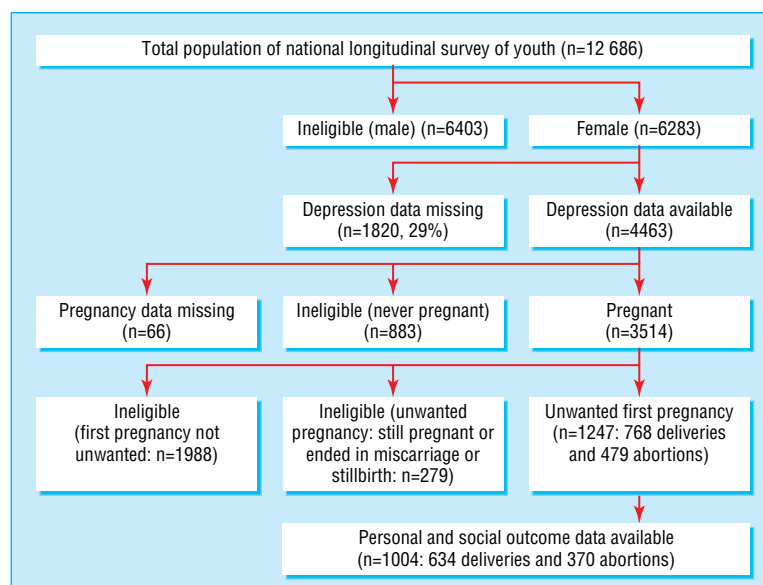 Total population of national longitudinal survey of youth (n=12 686)
Ineligible (male) (n=6403)
Female (n=6283)
Depression data missing
(n=1820, 29%)
Depression data available
(n=4463)
Pregnancy data missing
(n=66)
Ineligible (never pregnant)
(n=883)
Pregnant
(n=3514)
Ineligible
(first pregnancy not
unwanted: n=1988)
Ineligible (unwanted
pregnancy: still pregnant or
ended in miscarriage or
stillbirth: n=279)
Unwanted first pregnancy
(n=1247: 768 deliveries
and 479 abortions)
Personal and social outcome data available
(n=1004: 634 deliveries and 370 abortions)